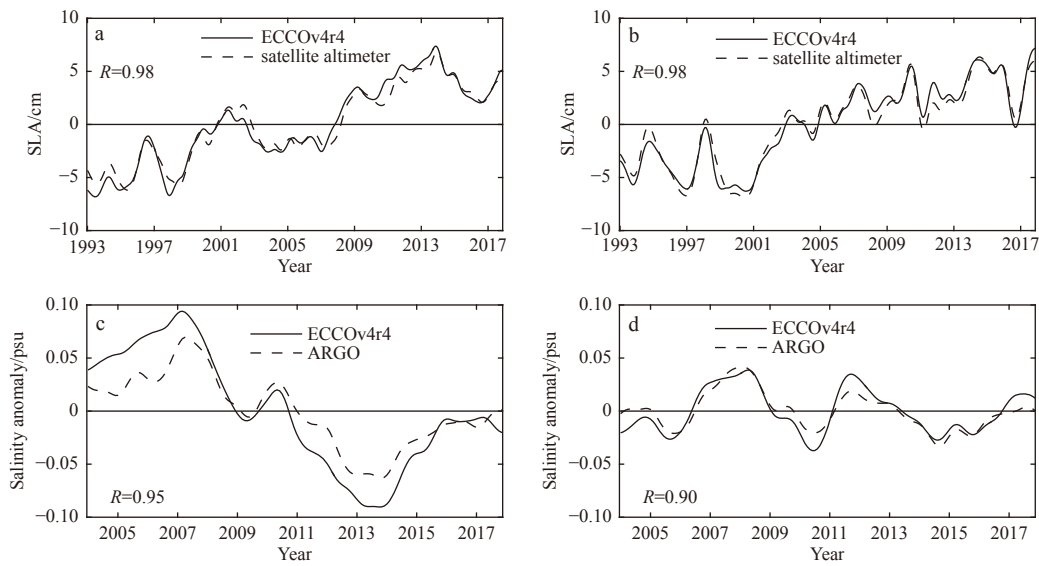 a
ECCOv4r4
satellite altimeter
R=0.98
SLA/cm
10
5
0
−5
−10
1993
1997
2001
2005
2009
2013
2017
Year
b
ECCOv4r4
satellite altimeter
R=0.98
SLA/cm
10
5
0
−5
−10
1993
1997
2001
2005
2009
2013
2017
Year
c
ECCOv4r4
ARGO
R=0.95
Salinity anomaly/psu
0.10
0.05
0
−0.05
−0.10
2005
2007
2009
2011
2013
2015
2017
Year
d
ECCOv4r4
ARGO
R=0.90
Salinity anomaly/psu
0.10
0.05
0
−0.05
−0.10
2005
2007
2009
2011
2013
2015
2017
Year